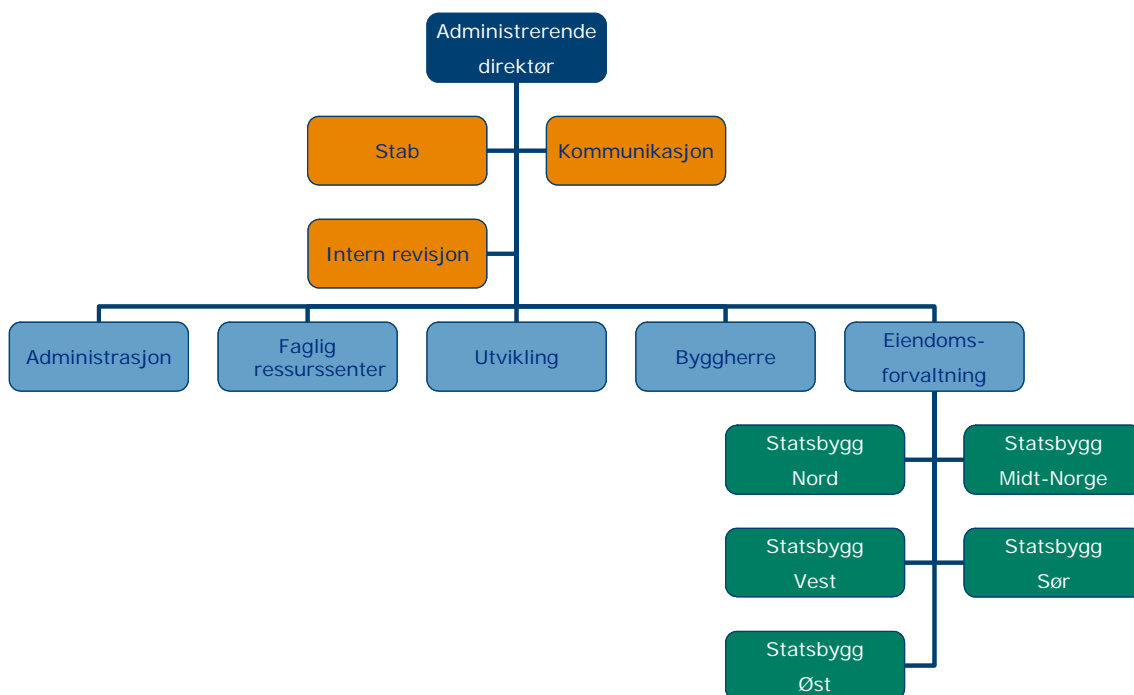 Administrerende
direktør
Stab
Kommunikasjon
Intern revisjon
Administrasjon
Faglig
ressurssenter
Utvikling
Byggherre
Eiendoms-
forvaltning
Statsbygg
Nord
Statsbygg
Midt-Norge
Statsbygg
Vest
Statsbygg
Sør
Statsbygg
Øst